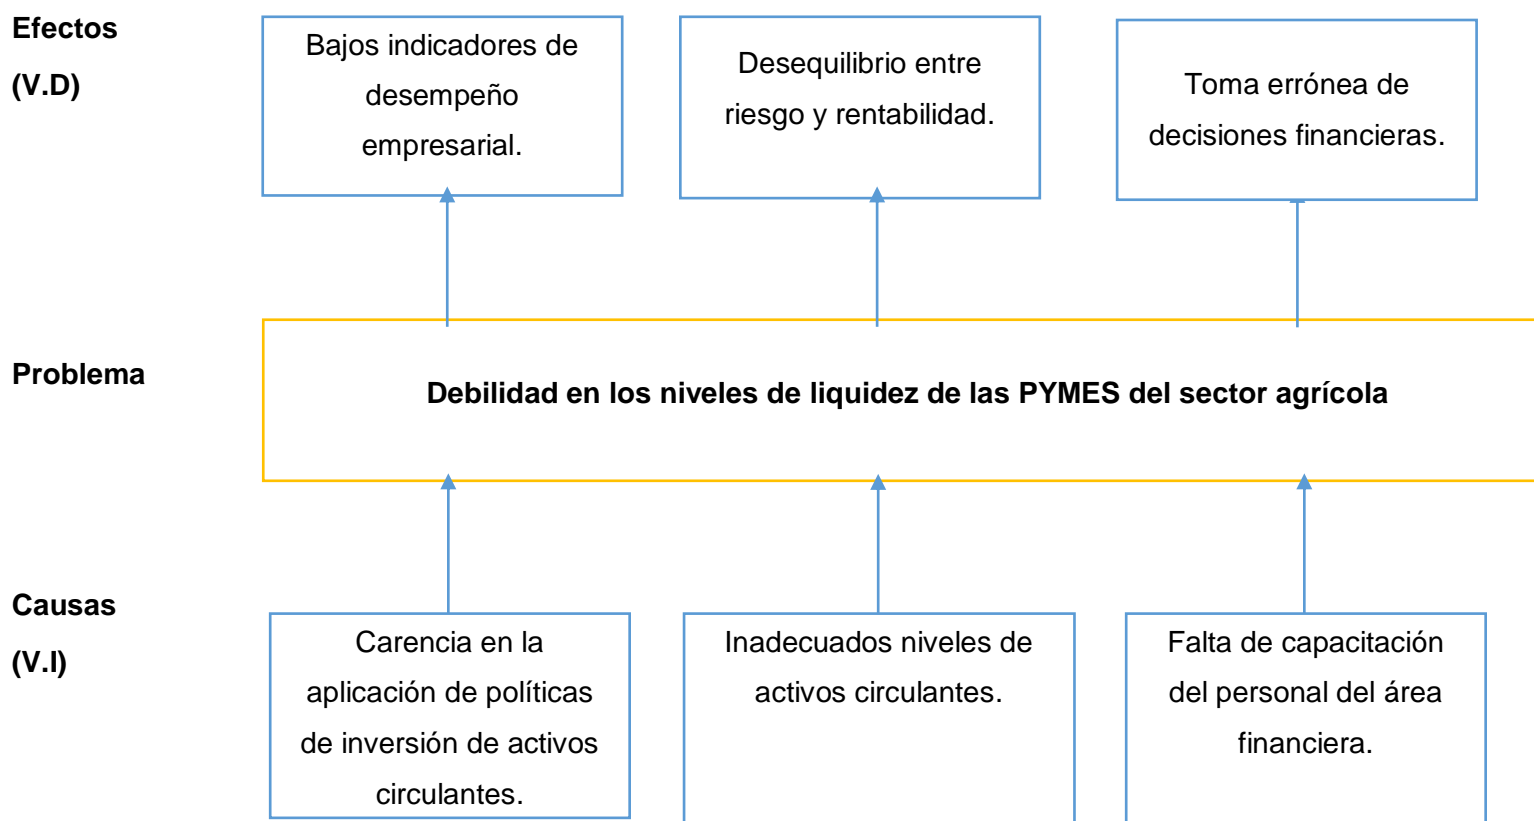 Efectos
(V.D)
Bajos indicadores de
desempeño
empresarial.
Desequilibrio entre
riesgo y rentabilidad.
Toma errónea de
decisiones financieras.
Problema
Debilidad en los niveles de liquidez de las PYMES del sector agrícola
Causas
(V.I)
Carencia en la
aplicación de políticas
de inversión de activos
circulantes.
Inadecuados niveles de
activos circulantes.
Falta de capacitación
del personal del área
financiera.